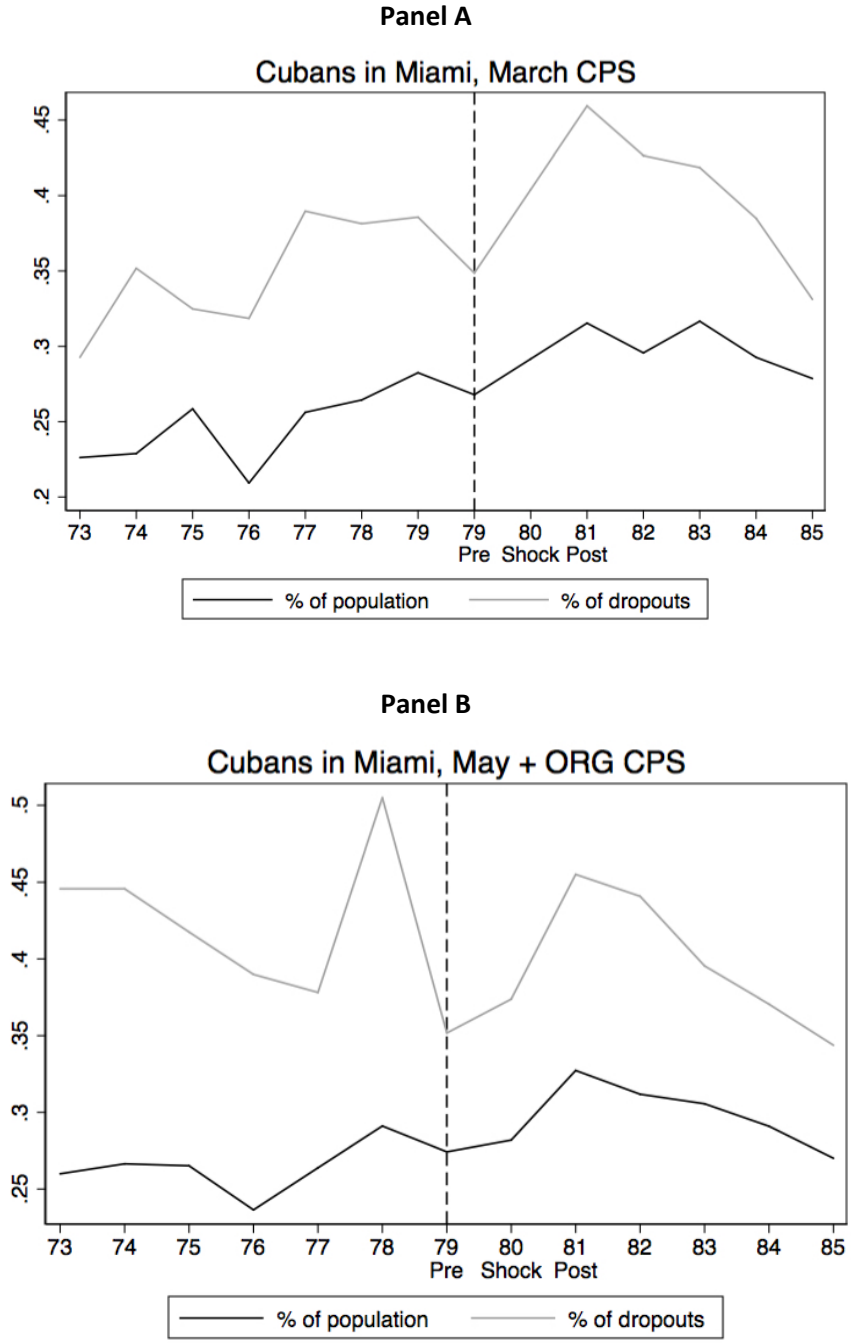 Panel A
Cubans in Miami, March CPS
.45
.4
.35
.3
.25
.2
73 74 75 76 77 78 79 79 80 81 82 83 84 85
Pre Shock Post
% of population % of dropouts
Panel B
Cubans in Miami, May + ORG CPS
.5
.45
.4
.35
.3
.25
73 74 75 76 77 78 79 80 81 82 83 84 85
Pre Shock Post
% of population % of dropouts